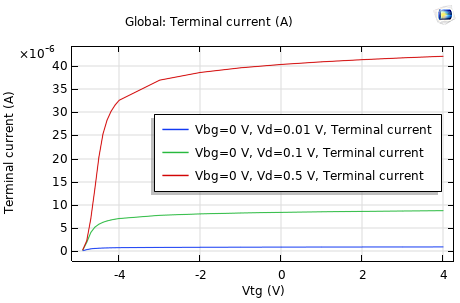 Global: Terminal current (A)
×10⁻⁶
40
35
30
25
20
15
10
5
0
Terminal current (A)
Vbg=0 V, Vd=0.01 V, Terminal current
Vbg=0 V, Vd=0.1 V, Terminal current
Vbg=0 V, Vd=0.5 V, Terminal current
-4 -2 0 2 4
Vtg (V)